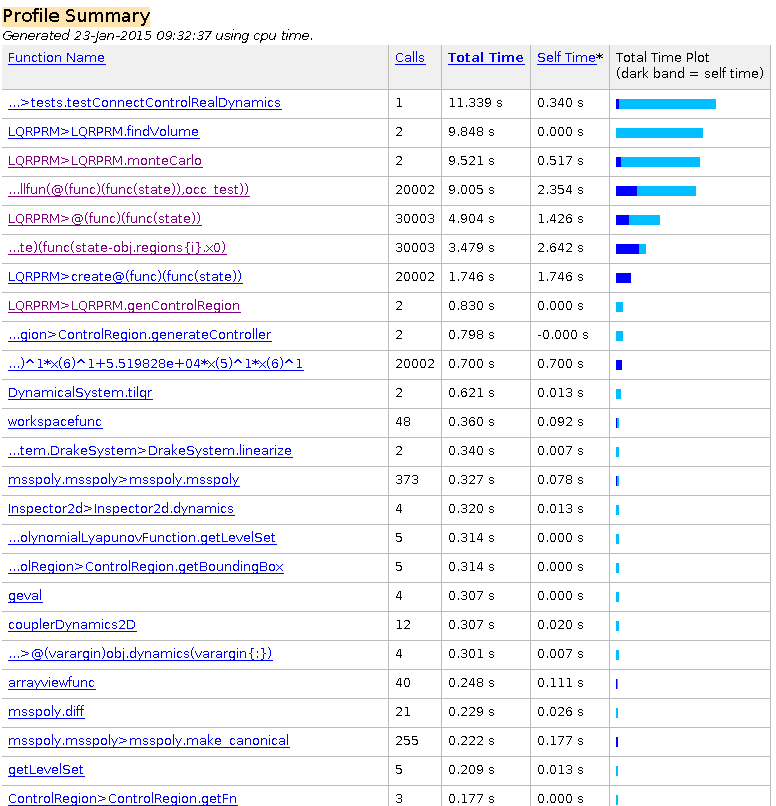 Profile Summary
Generated 23-Jan-2015 09:32:37 using cpu time.
Function Name Calls Total Time Self Time* Total Time Plot
(dark band = self time)
...>tests.testConnectControlRealDynamics 1 11.339 s 0.340 s
LQRPRM>LQRPRM.findVolume 2 9.848 s 0.000 s
LQRPRM>LQRPRM.monteCarlo 2 9.521 s 0.517 s
...llfun(@(func)(func(state)),occ_test)) 20002 9.005 s 2.354 s
LQRPRM>@(func)(func(state)) 30003 4.904 s 1.426 s
...te)(func(state-obj.regions{i}.x0) 30003 3.479 s 2.642 s
LQRPRM>create@(func)(func(state)) 20002 1.746 s 1.746 s
LQRPRM>LQRPRM.genControlRegion 2 0.830 s 0.000 s
...gion>ControlRegion.generateController 2 0.798 s -0.000 s
...)^1*x(6)^1+5.519828e+04*x(5)^1*x(6)^1 20002 0.700 s 0.700 s
DynamicalSystem.tilqr 2 0.621 s 0.013 s
workspacefunc 48 0.360 s 0.092 s
...tem.DrakeSystem>DrakeSystem.linearize 2 0.340 s 0.007 s
msspoly.msspoly>msspoly.msspoly 373 0.327 s 0.078 s
Inspector2d>Inspector2d.dynamics 4 0.320 s 0.013 s
...olynomialLyapunovFunction.getLevelSet 5 0.314 s 0.000 s
...olRegion>ControlRegion.getBoundingBox 5 0.314 s 0.000 s
geval 4 0.307 s 0.000 s
couplerDynamics2D 12 0.307 s 0.020 s
...>@(varargin)obj.dynamics(varargin{:}) 4 0.301 s 0.007 s
arrayviewfunc 40 0.248 s 0.111 s
msspoly.diff 21 0.229 s 0.026 s
msspoly.msspoly>msspoly.make_canonical 255 0.222 s 0.177 s
getLevelSet 5 0.209 s 0.013 s
ControlRegion>ControlRegion.getFn 3 0.177 s 0.000 s